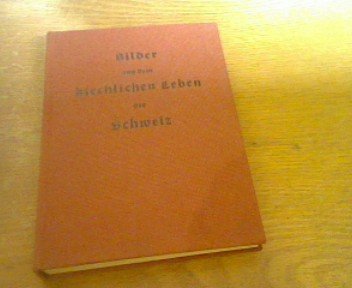 Bilder
aus dem
kirchlichen Leben
der
Schweiz